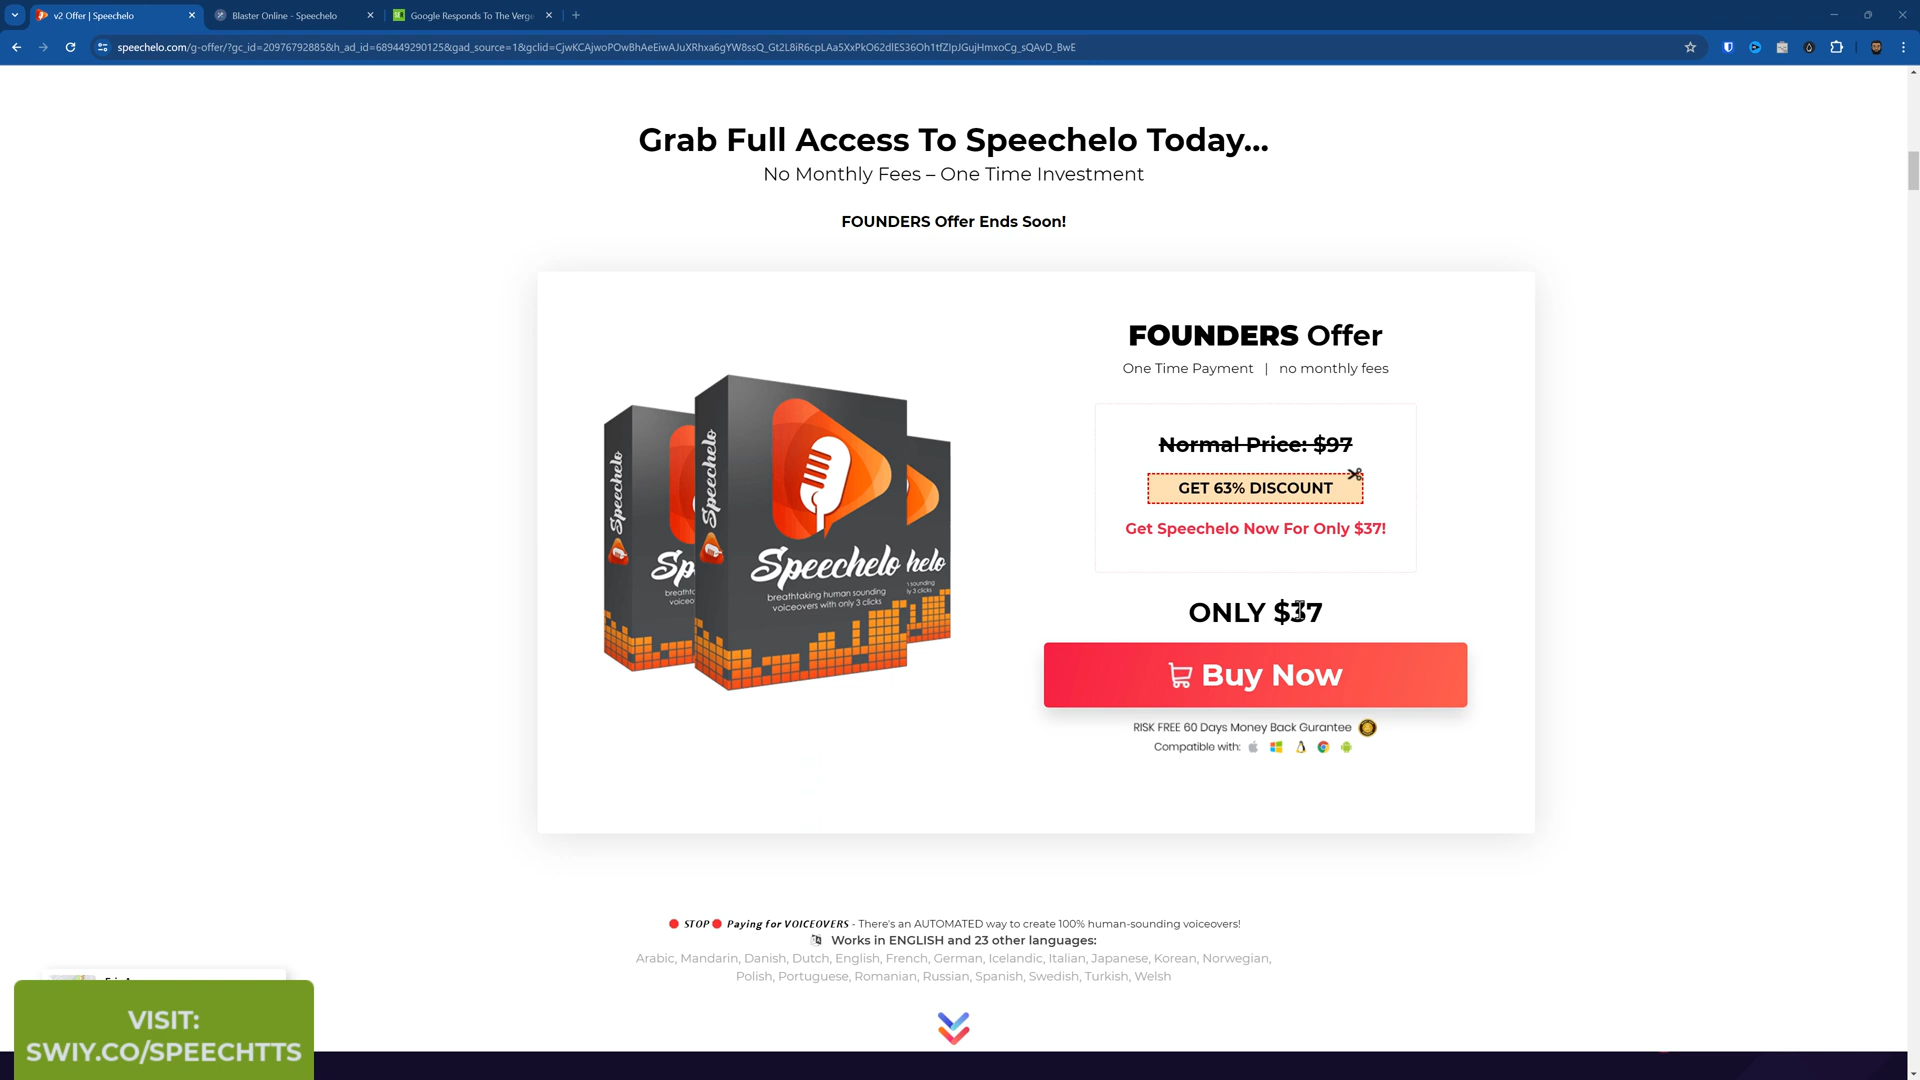 v2 Offer | Speechelo
Blaster Online - Speechelo
Google Responds To The Verge
speechelo.com/g-offer/?gc_id=20976792885&h_ad_id=689449290125&gad_source=1&gclid=CjwKCAjwoPOwBhAeEiwAJuXRhxa6gYW8ssQ_Gt2L8iR6cpLAa5XxPkO62dlES36Oh1tfZIpJGujHmxoCg_sQAvD_BwE
Grab Full Access To Speechelo Today...
No Monthly Fees – One Time Investment
FOUNDERS Offer Ends Soon!
FOUNDERS Offer
One Time Payment | no monthly fees
Normal Price: $97
GET 63% DISCOUNT
Get Speechelo Now For Only $37!
ONLY $37
Buy Now
RISK FREE 60 Days Money Back Gurantee
Compatible with:
Speechelo
Speechelo
Speechelo
breathtaking human sounding
voiceovers with only 3 clicks
STOP Paying for VOICEOVERS - There's an AUTOMATED way to create 100% human-sounding voiceovers!
Works in ENGLISH and 23 other languages:
Arabic, Mandarin, Danish, Dutch, English, French, German, Icelandic, Italian, Japanese, Korean, Norwegian,
Polish, Portuguese, Romanian, Russian, Spanish, Swedish, Turkish, Welsh
VISIT:
SWIY.CO/SPEECHTTS